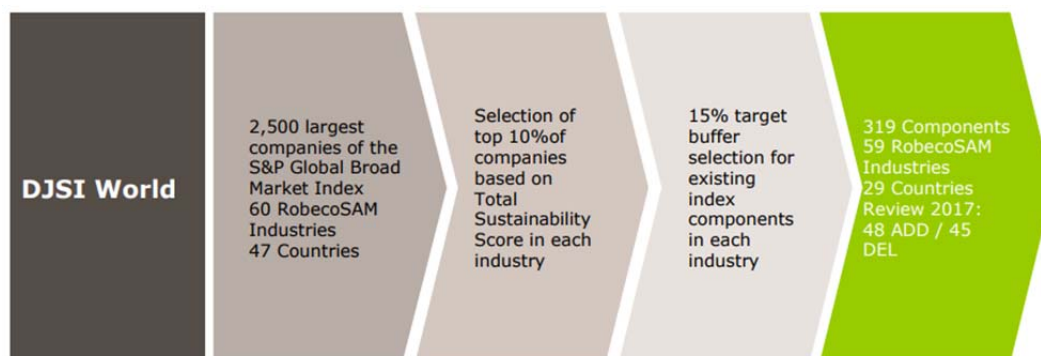 DJSI World
2,500 largest
companies of the
S&P Global Broad
Market Index
60 RobecoSAM
Industries
47 Countries
Selection of
top 10%of
companies
based on
Total
Sustainability
Score in each
industry
15% target
buffer
selection for
existing
index
components
in each
industry
319 Components
59 RobecoSAM
Industries
29 Countries
Review 2017:
48 ADD / 45
DEL